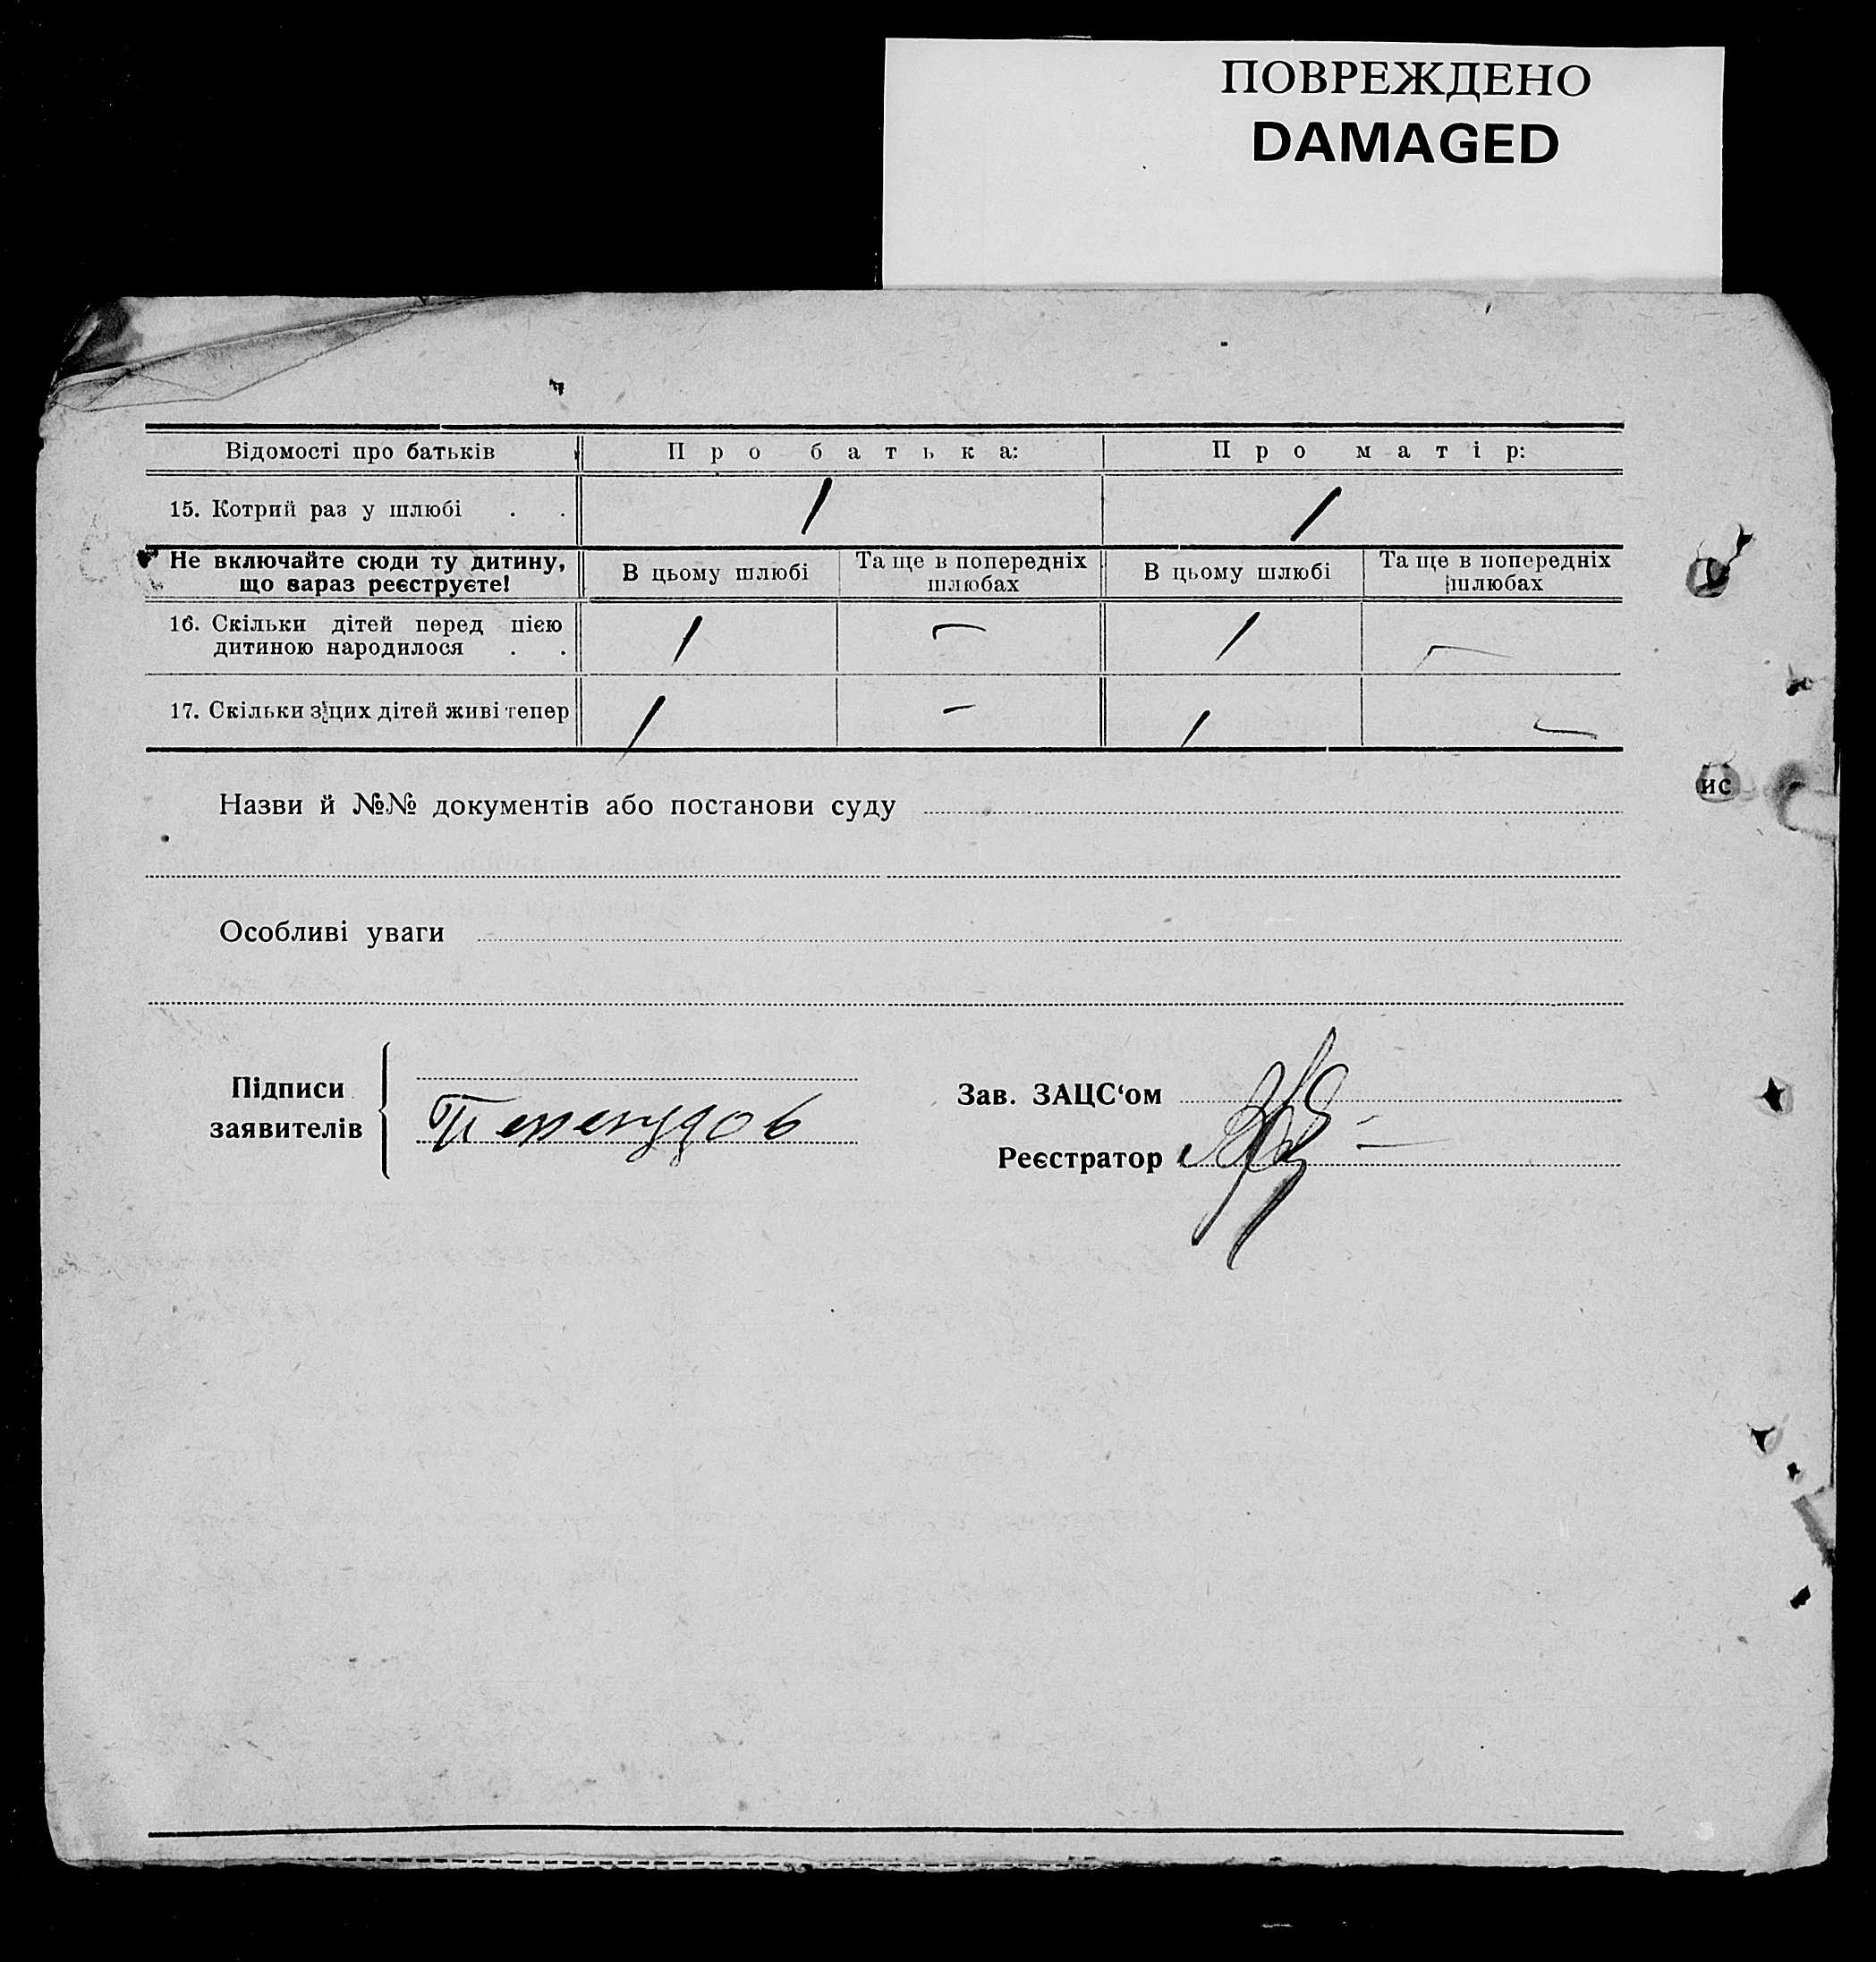 ПОВРЕЖДЕНО
DAMAGED
Відомості про батьків Про батька: Про матір:
15. Котрий раз у шлюбі . . 1 1
Не включайте сюди ту дитину, що зараз реєструєте! В цьому шлюбі Та ще в попередніх шлюбах В цьому шлюбі Та ще в попередніх шлюбах
16. Скільки дітей перед цією
дитиною народилося . . 1 — 1 —
17. Скільки з цих дітей живі тепер 1 — 1 —
ис
Назви й №№ документів або постанови суду
Особливі уваги
Підписи
заявителів
Зав. ЗАЦС‘ом
Реєстратор